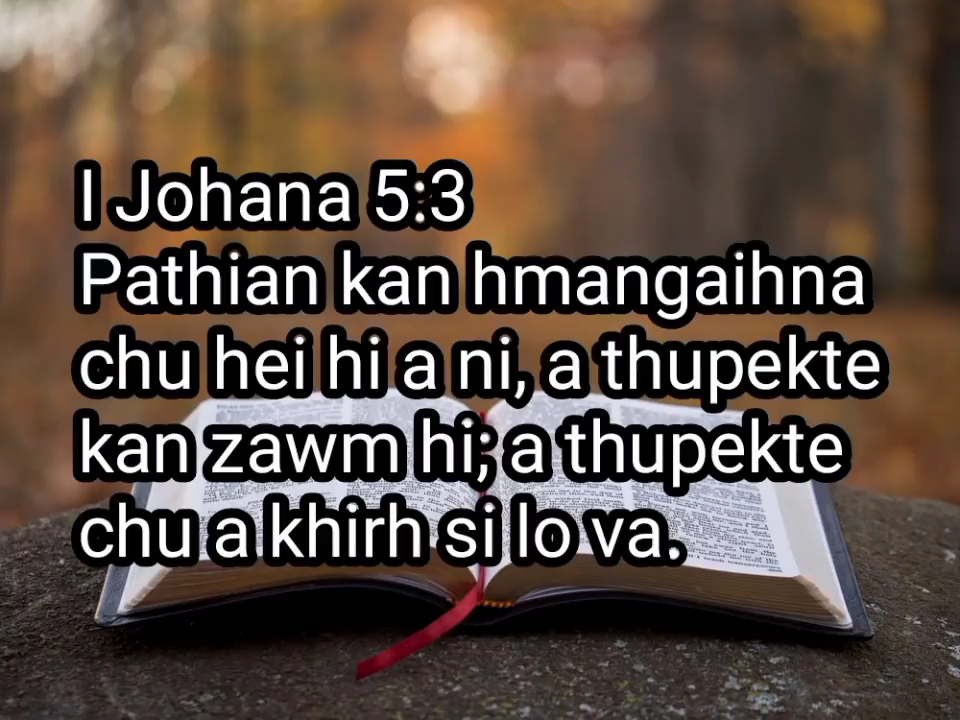 I Johana 5:3
Pathian kan hmangaihna
chu hei hi a ni, a thupekte
kan zawm hi; a thupekte
chu a khirh si lo va.